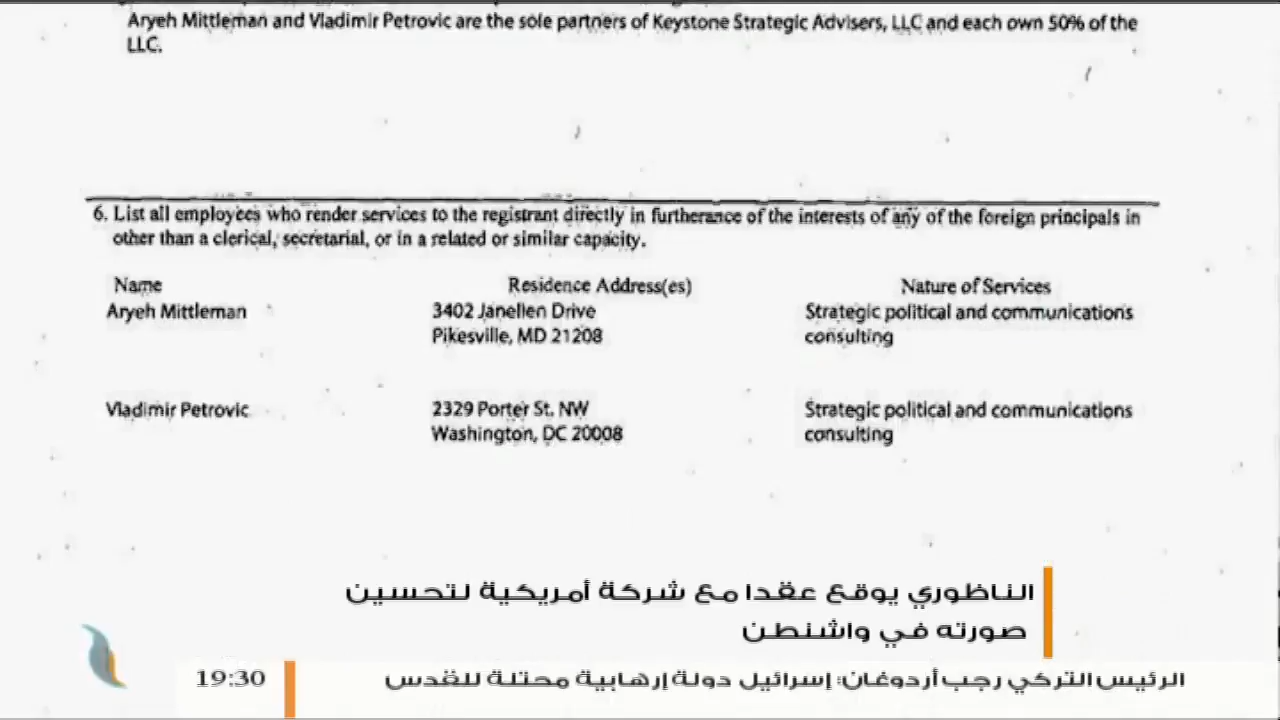 Aryeh Mittleman and Vladimir Petrovic are the sole partners of Keystone Strategic Advisers, LLC and each own 50% of the
LLC.
6. List all employees who render services to the registrant directly in furtherance of the interests of any of the foreign principals in
other than a clerical, secretarial, or in a related or similar capacity.
Name Residence Address(es) Nature of Services
Aryeh Mittleman 3402 Janellen Drive Strategic political and communications
Pikesville, MD 21208 consulting
Vladimir Petrovic 2329 Porter St. NW Strategic political and communications
Washington, DC 20008 consulting
الناظوري يوقع عقدا مع شركة أمريكية لتحسين
صورته في واشنطن
الرئيس التركي رجب أردوغان: إسرائيل دولة إرهابية محتلة للقدس
19:30